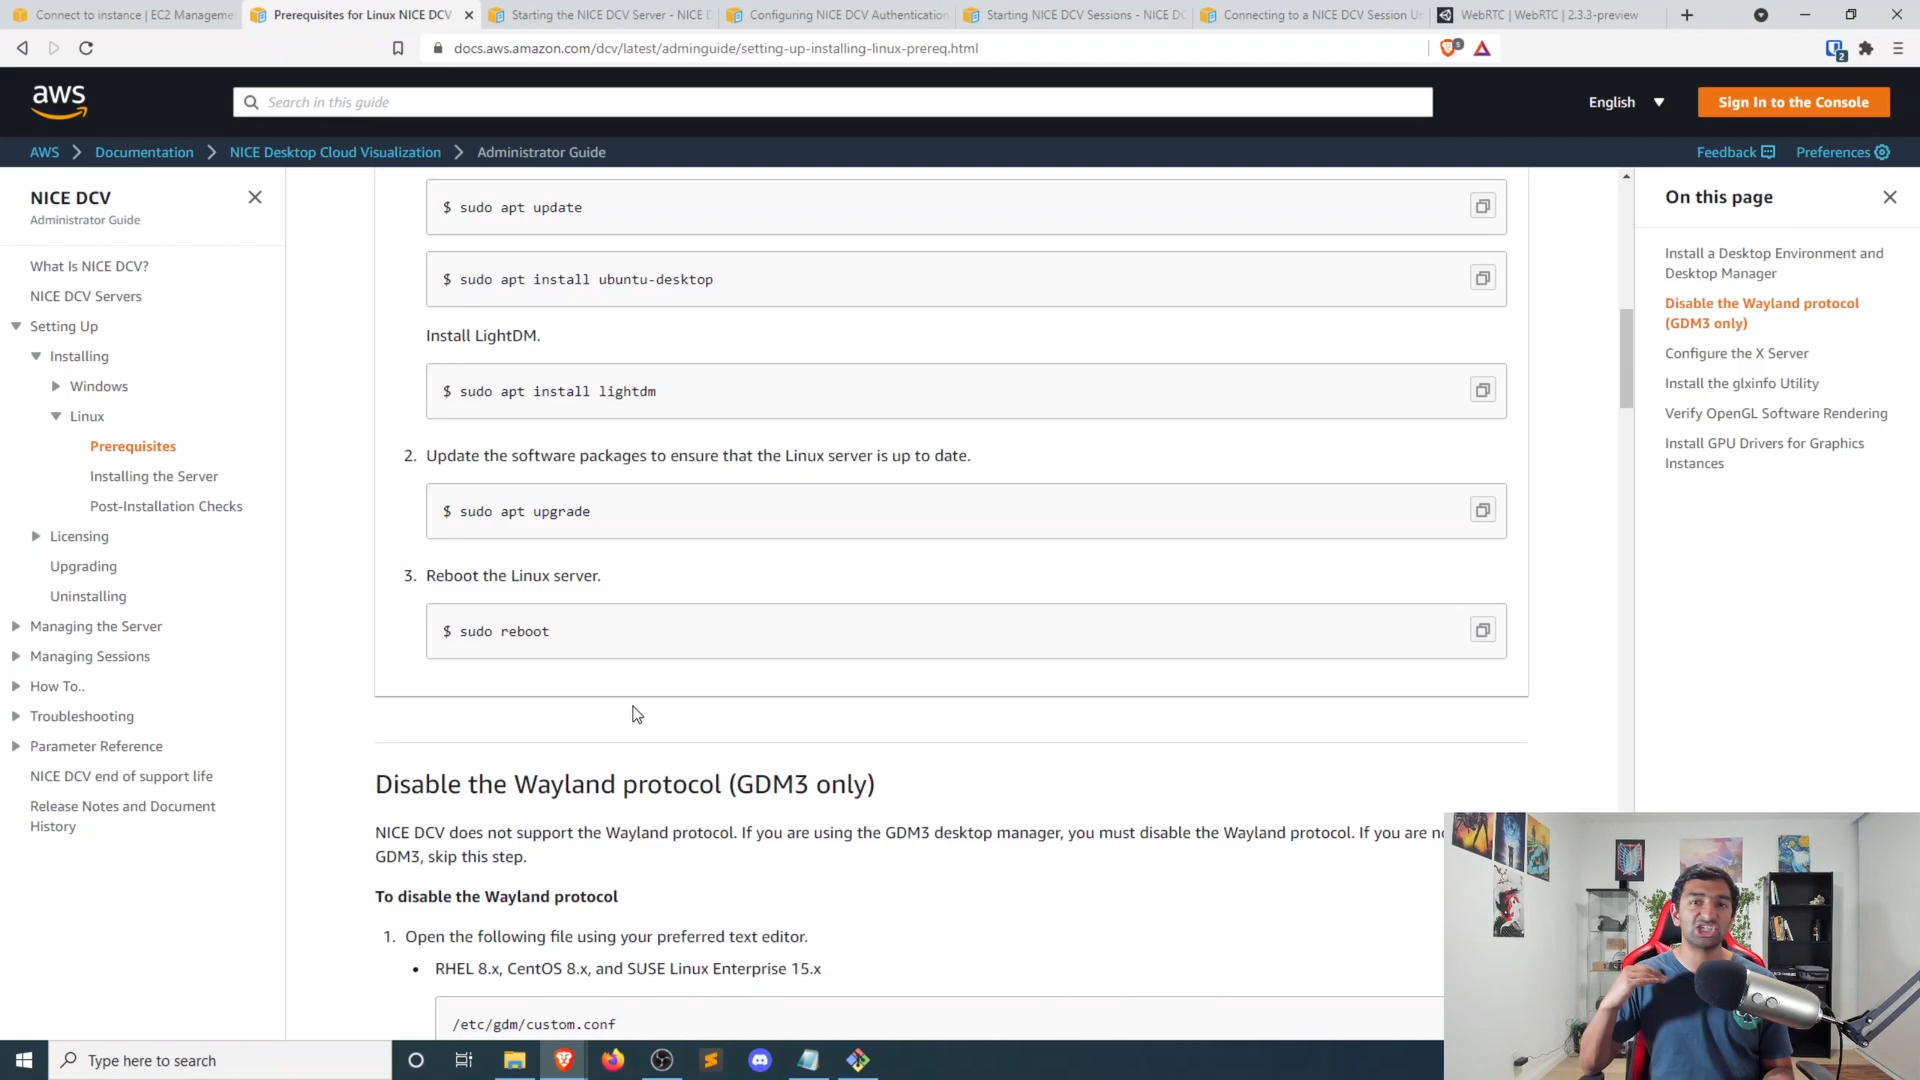 Connect to instance | EC2 Manageme
Prerequisites for Linux NICE DCV
Starting the NICE DCV Server - NICE D
Configuring NICE DCV Authentication
Starting NICE DCV Sessions - NICE DC
Connecting to a NICE DCV Session Us
WebRTC | WebRTC | 2.3.3-preview
docs.aws.amazon.com/dcv/latest/adminguide/setting-up-installing-linux-prereq.html
5
2
aws
Search in this guide
English
Sign In to the Console
AWS
Documentation
NICE Desktop Cloud Visualization
Administrator Guide
Feedback
Preferences
NICE DCV
Administrator Guide
What Is NICE DCV?
NICE DCV Servers
Setting Up
Installing
Windows
Linux
Prerequisites
Installing the Server
Post-Installation Checks
Licensing
Upgrading
Uninstalling
Managing the Server
Managing Sessions
How To..
Troubleshooting
Parameter Reference
NICE DCV end of support life
Release Notes and Document
History
$ sudo apt update
$ sudo apt install ubuntu-desktop
Install LightDM.
$ sudo apt install lightdm
2. Update the software packages to ensure that the Linux server is up to date.
$ sudo apt upgrade
3. Reboot the Linux server.
$ sudo reboot
Disable the Wayland protocol (GDM3 only)
NICE DCV does not support the Wayland protocol. If you are using the GDM3 desktop manager, you must disable the Wayland protocol. If you are no
GDM3, skip this step.
To disable the Wayland protocol
1. Open the following file using your preferred text editor.
• RHEL 8.x, CentOS 8.x, and SUSE Linux Enterprise 15.x
/etc/gdm/custom.conf
On this page
Install a Desktop Environment and
Desktop Manager
Disable the Wayland protocol
(GDM3 only)
Configure the X Server
Install the glxinfo Utility
Verify OpenGL Software Rendering
Install GPU Drivers for Graphics
Instances
Type here to search